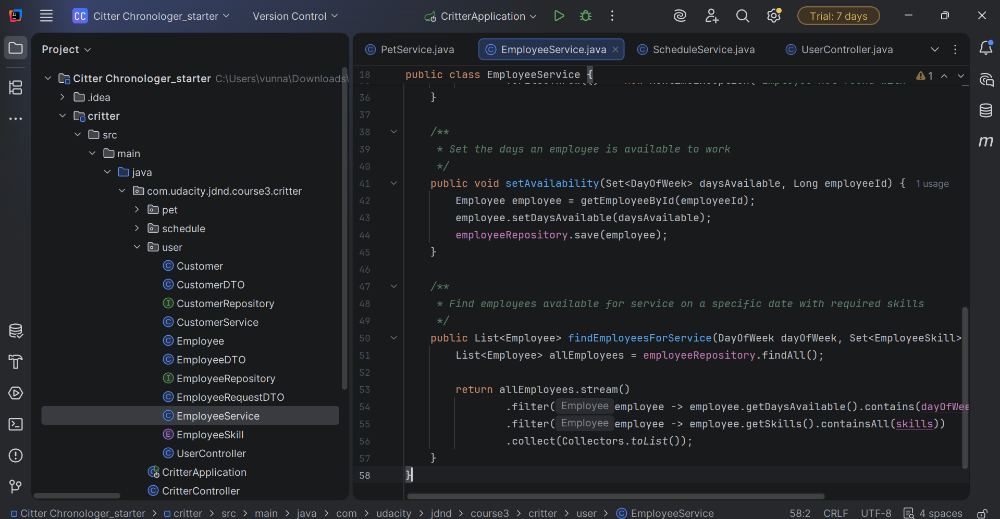 CC Citter Chronologer_starter Version Control CritterApplication Trial: 7 days
Project
Citter Chronologer_starter C:\Users\vunna\Downloads\
.idea
critter
src
main
java
com.udacity.jdnd.course3.critter
pet
schedule
user
Customer
CustomerDTO
CustomerRepository
CustomerService
Employee
EmployeeDTO
EmployeeRepository
EmployeeRequestDTO
EmployeeService
EmployeeSkill
UserController
CritterApplication
CritterController
PetService.java EmployeeService.java ScheduleService.java UserController.java
18 public class EmployeeService {
1
36 }
37
38 /**
39 * Set the days an employee is available to work
40 */
41 public void setAvailability(Set<DayOfWeek> daysAvailable, Long employeeId) { 1 usage
42 Employee employee = getEmployeeById(employeeId);
43 employee.setDaysAvailable(daysAvailable);
44 employeeRepository.save(employee);
45 }
46
47 /**
48 * Find employees available for service on a specific date with required skills
49 */
50 public List<Employee> findEmployeesForService(DayOfWeek dayOfWeek, Set<EmployeeSkill>
51 List<Employee> allEmployees = employeeRepository.findAll();
52
53 return allEmployees.stream()
54 .filter( Employee employee -> employee.getDaysAvailable().contains(dayOfWee
55 .filter( Employee employee -> employee.getSkills().containsAll(skills))
56 .collect(Collectors.toList());
57 }
58 }
m
Citter Chronologer_starter > critter > src > main > java > com > udacity > jdnd > course3 > critter > user > EmployeeService 58:2 CRLF UTF-8 4 spaces